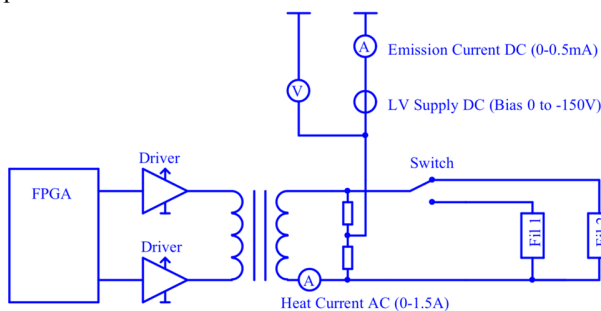 Emission Current DC (0-0.5mA)
A
V
LV Supply DC (Bias 0 to -150V)
Driver
Switch
FPGA
Driver
Fil 1
A
Heat Current AC (0-1.5A)